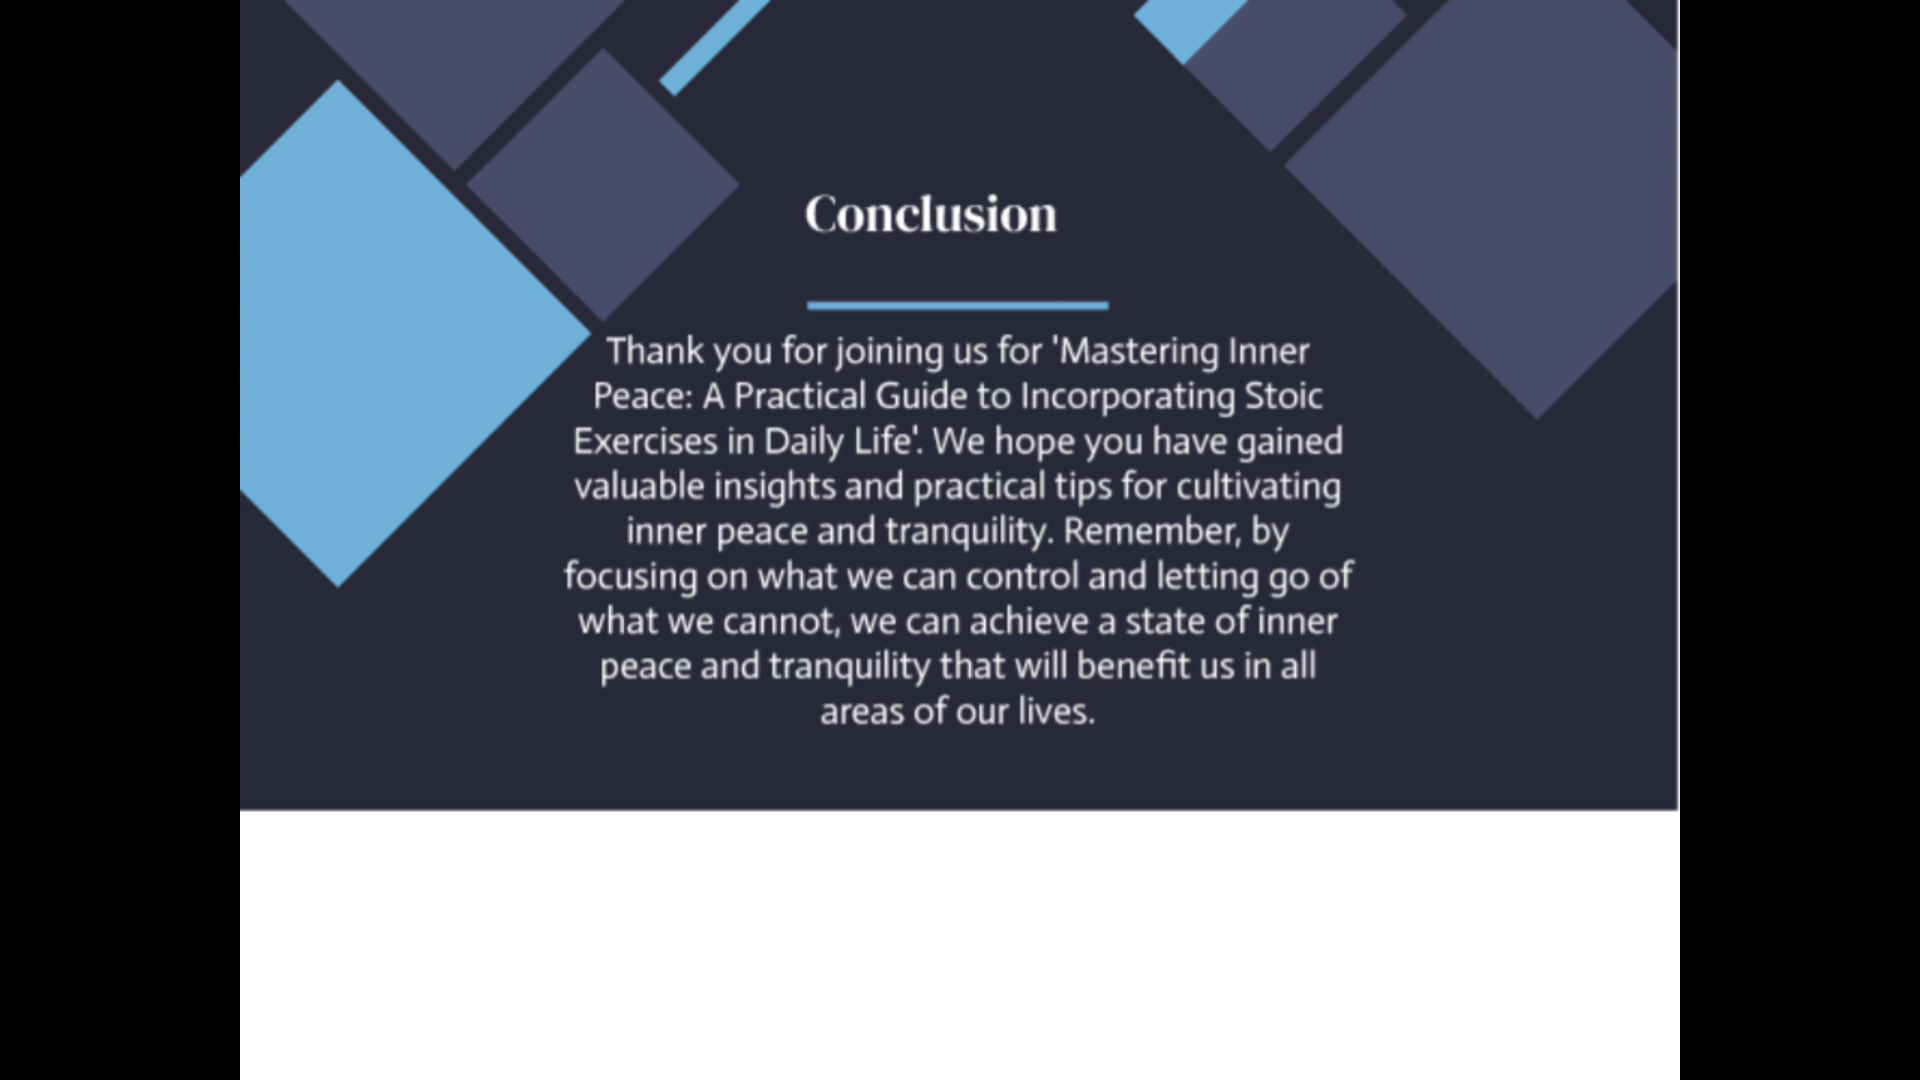 Conclusion
Thank you for joining us for 'Mastering Inner
Peace: A Practical Guide to Incorporating Stoic
Exercises in Daily Life'. We hope you have gained
valuable insights and practical tips for cultivating
inner peace and tranquility. Remember, by
focusing on what we can control and letting go of
what we cannot, we can achieve a state of inner
peace and tranquility that will benefit us in all
areas of our lives.